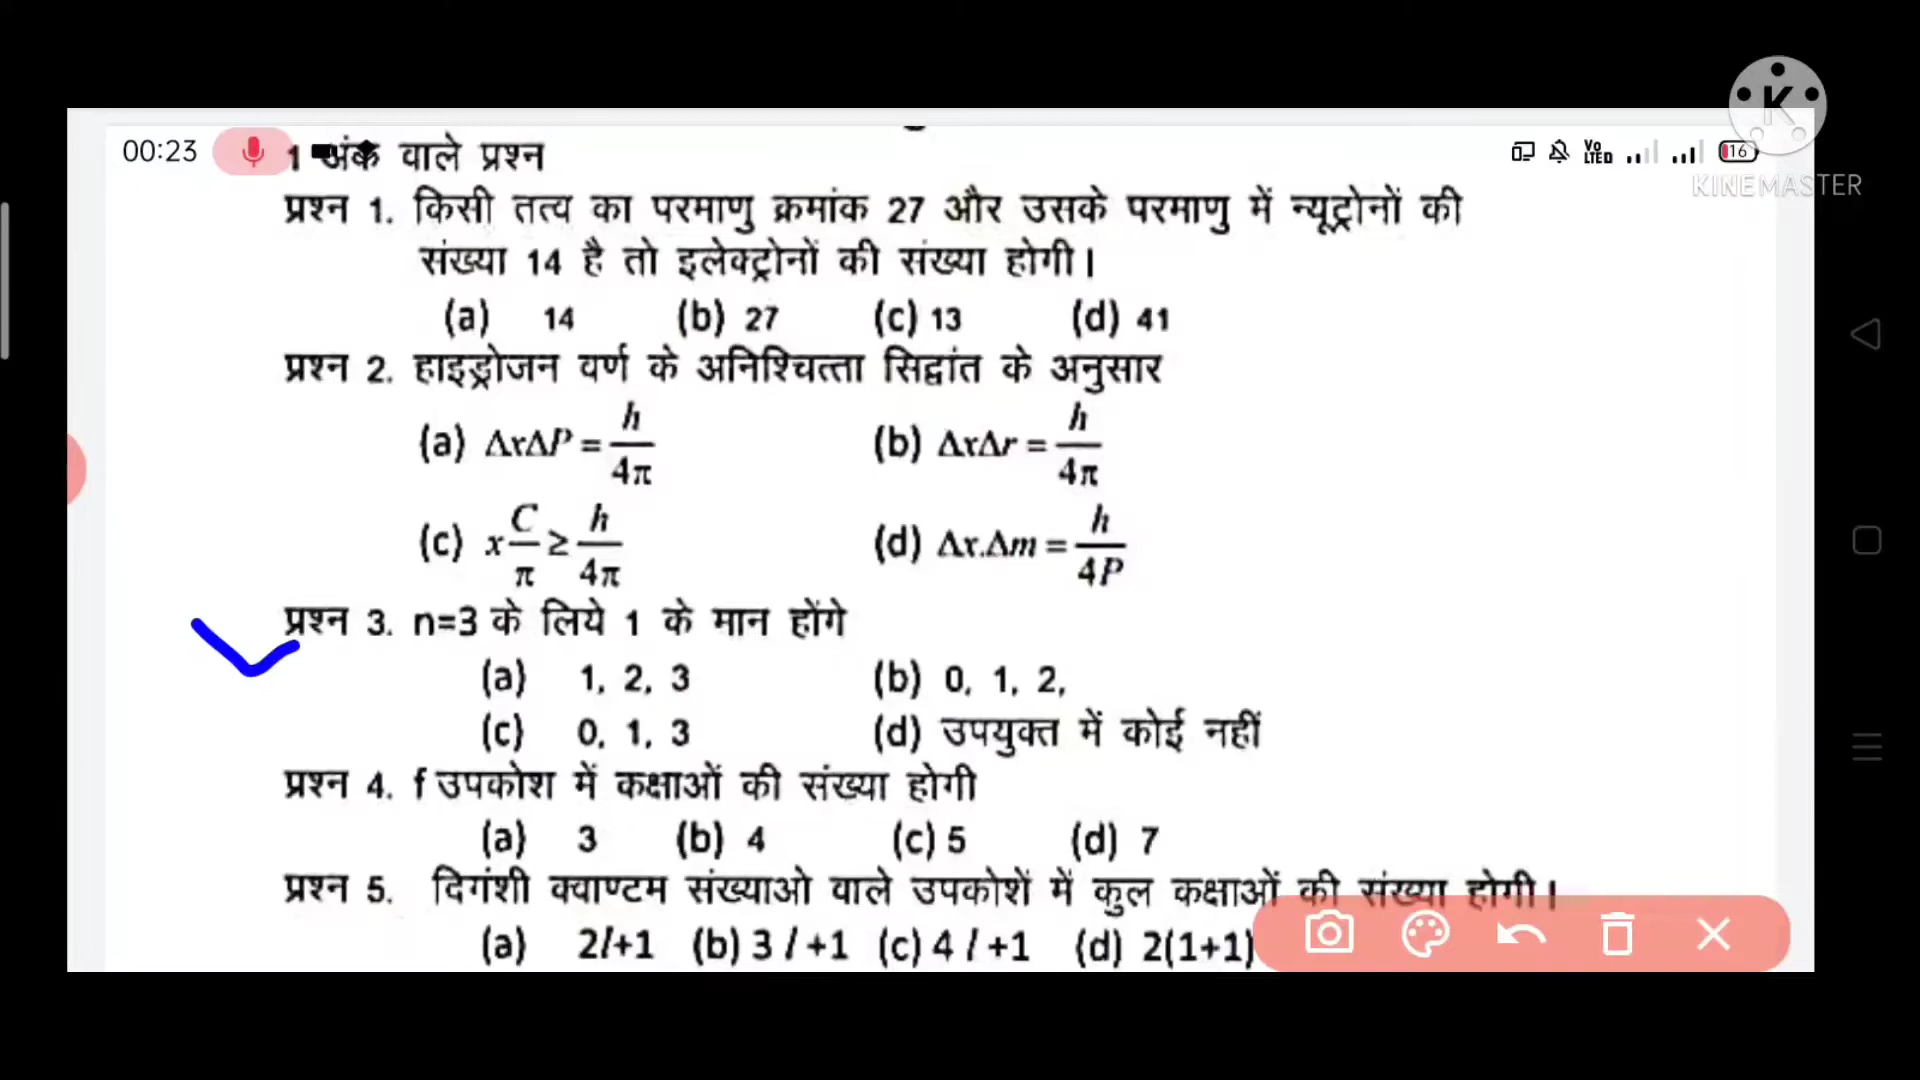 00:23
16
KINEMASTER
1 अंक वाले प्रश्न
प्रश्न 1. किसी तत्व का परमाणु क्रमांक 27 और उसके परमाणु में न्यूट्रोनों की
संख्या 14 है तो इलेक्ट्रोनों की संख्या होगी।
(a) 14 (b) 27 (c) 13 (d) 41
प्रश्न 2. हाइड्रोजन वर्ण के अनिश्चित्ता सिद्वांत के अनुसार
(a) ΔxΔP = h/4π (b) ΔxΔr = h/4π
(c) x C/π ≥ h/4π (d) Δx.Δm = h/4P
प्रश्न 3. n=3 के लिये 1 के मान होंगे
(a) 1, 2, 3 (b) 0, 1, 2,
(c) 0, 1, 3 (d) उपयुक्त में कोई नहीं
प्रश्न 4. f उपकोश में कक्षाओं की संख्या होगी
(a) 3 (b) 4 (c) 5 (d) 7
प्रश्न 5. दिगंशी क्वाण्टम संख्याओ वाले उपकोशें में कुल कक्षाओं की संख्या होगी।
(a) 2l+1 (b) 3 l +1 (c) 4 l +1 (d) 2(1+1)